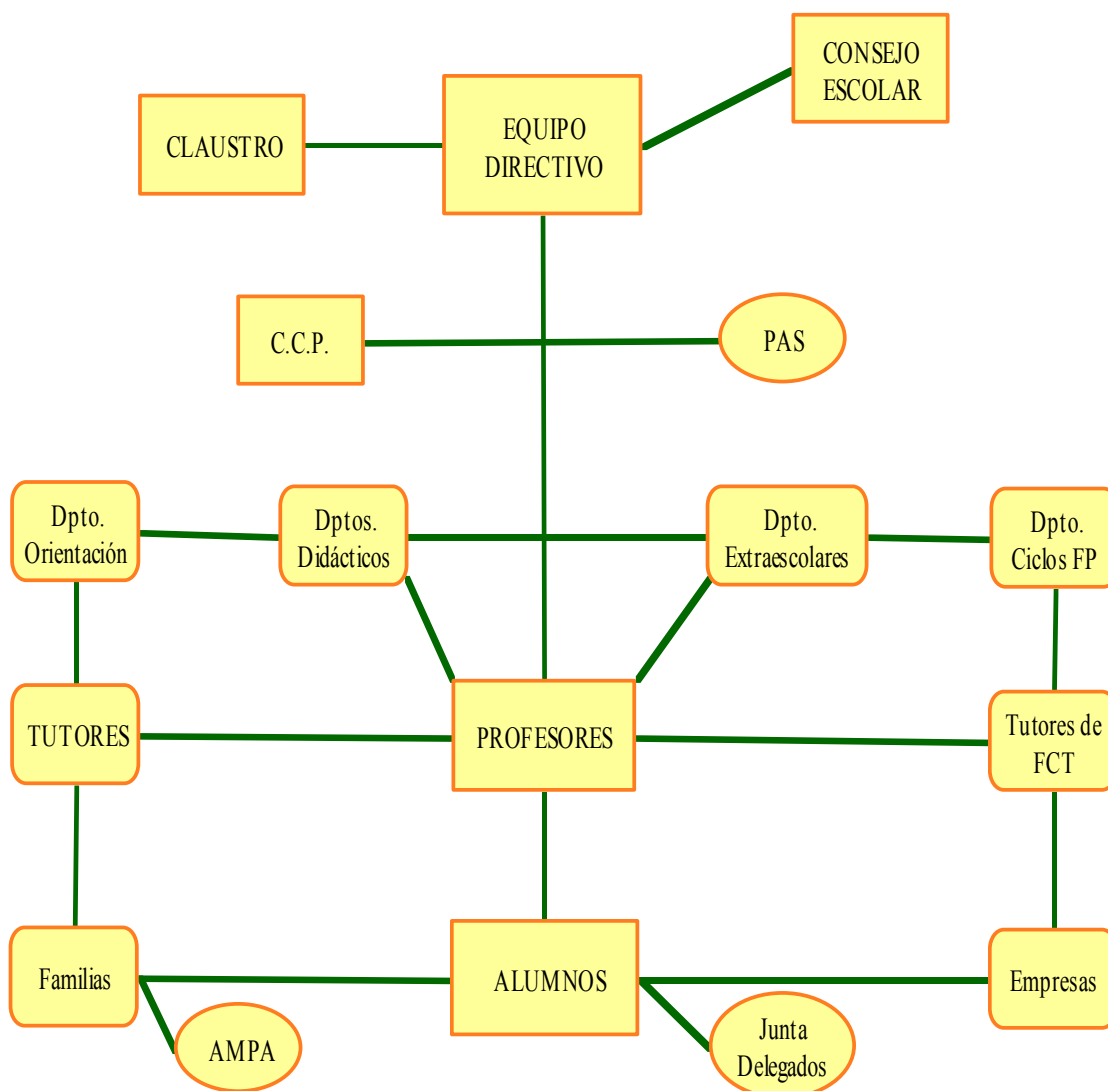 CONSEJO
ESCOLAR
EQUIPO
DIRECTIVO
CLAUSTRO
C.C.P.
PAS
Dpto.
Orientación
Dptos.
Didácticos
Dpto.
Extraescolares
Dpto.
Ciclos FP
TUTORES
PROFESORES
Tutores de
FCT
Familias
ALUMNOS
Empresas
AMPA
Junta
Delegados